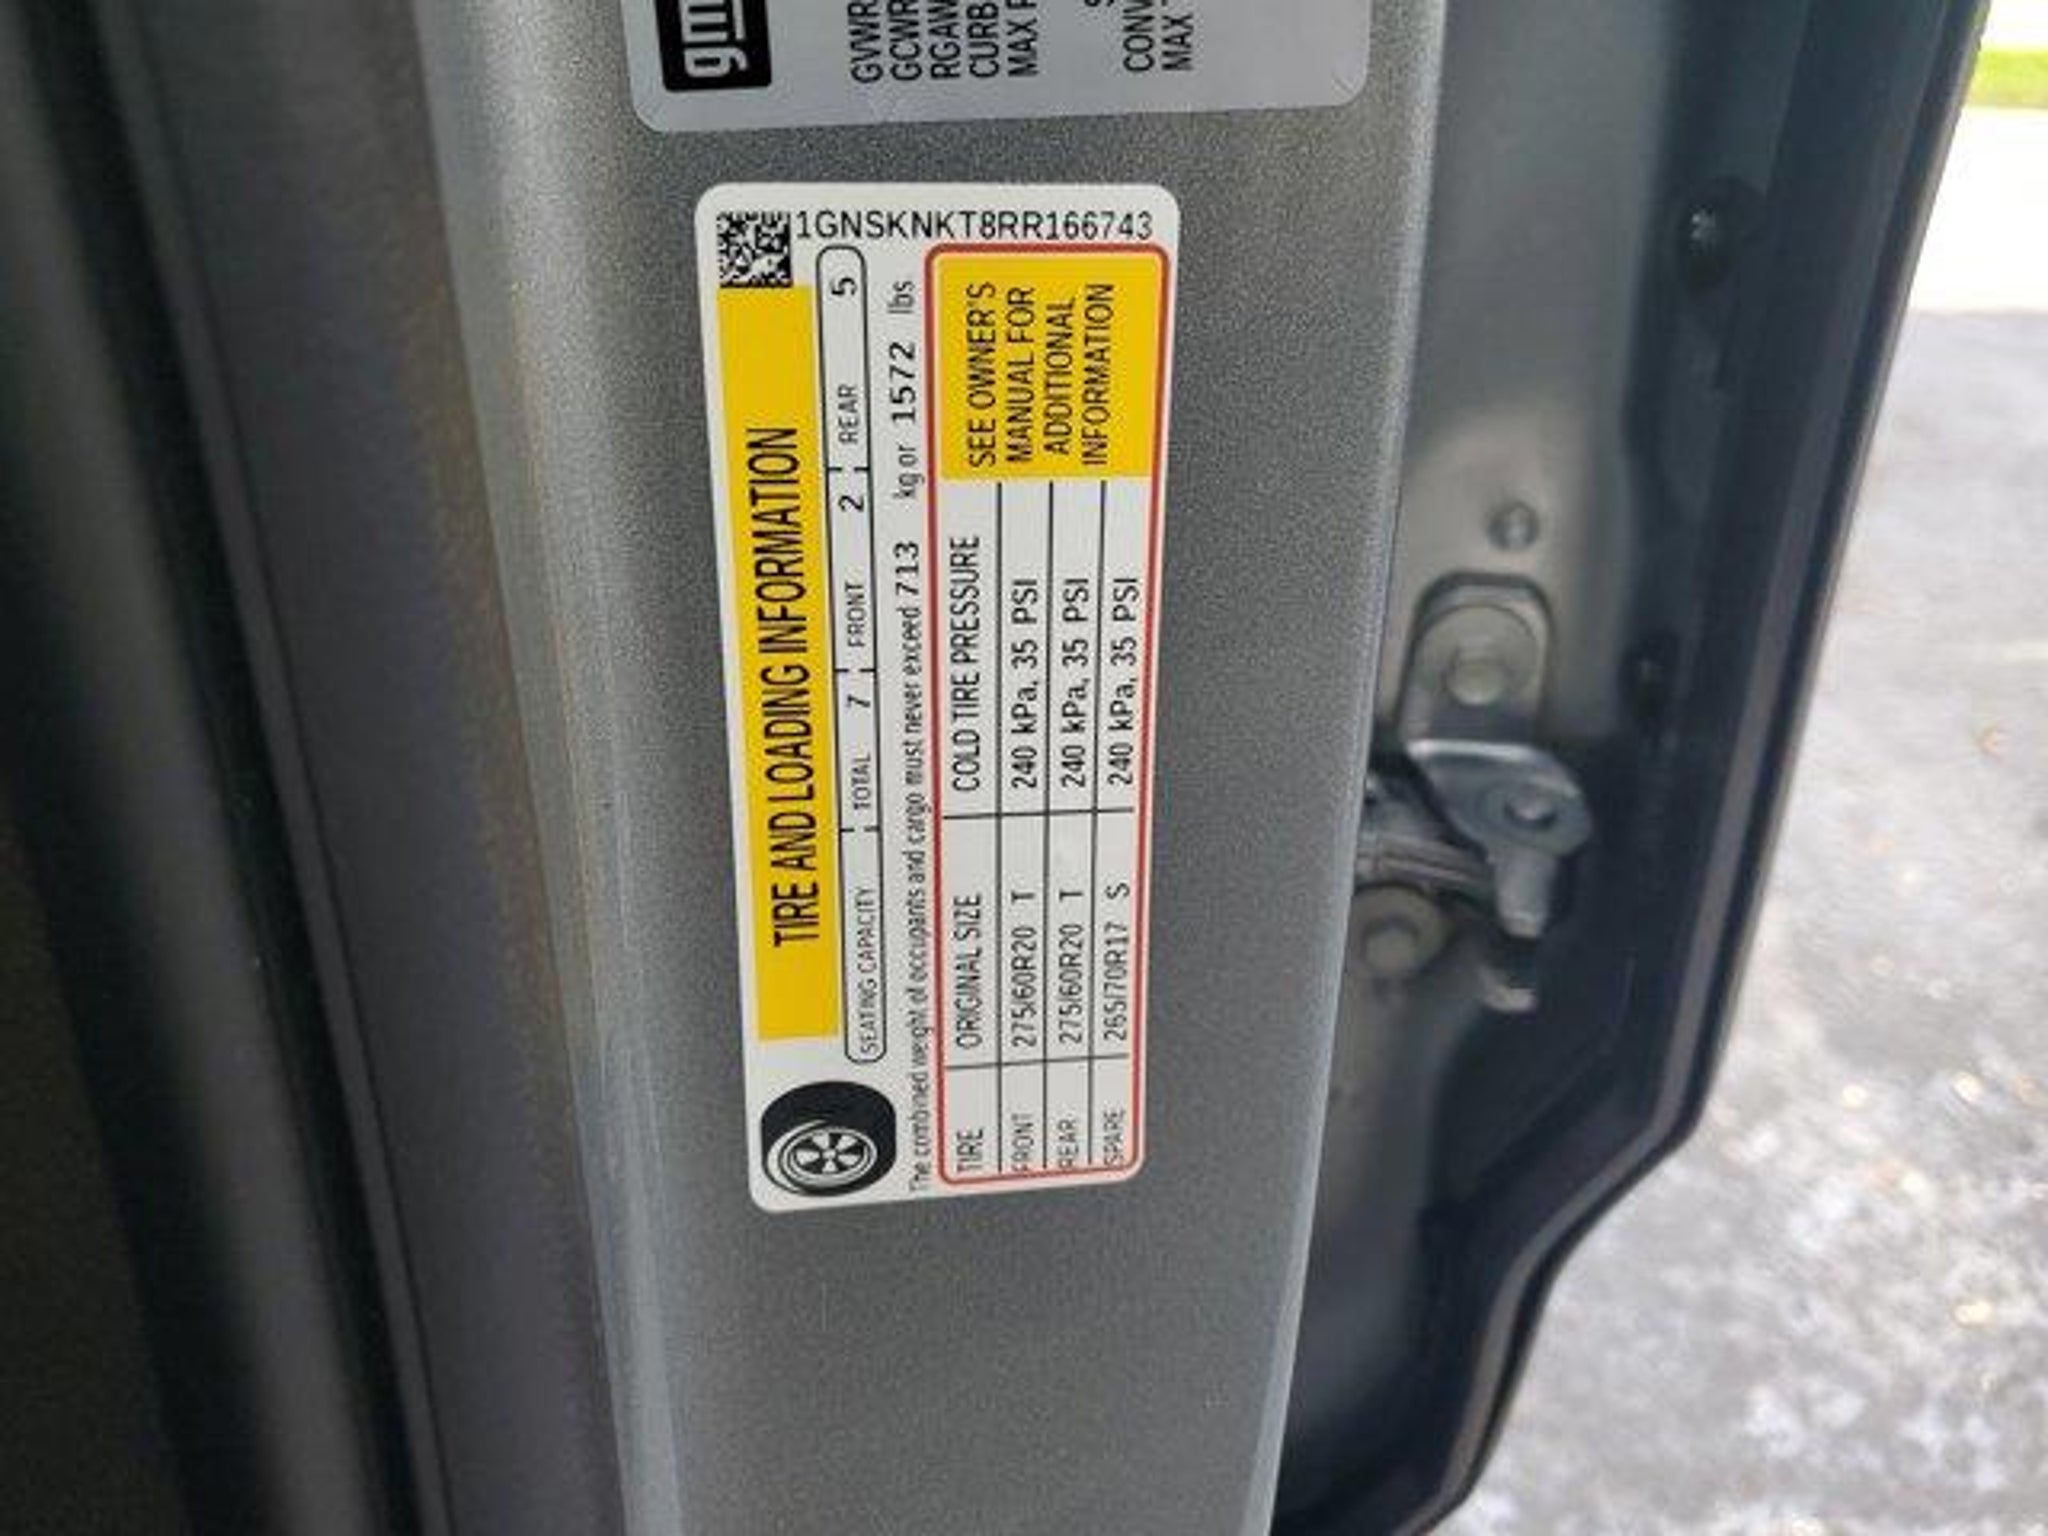 gm
GVWR
GCWR
RGAW
CURB
MAX
CONV
MAX
1GNSKNKT8RR166743
TIRE AND LOADING INFORMATION
SEATING CAPACITY TOTAL 7 FRONT 2 REAR 5
The combined weight of occupants and cargo must never exceed 713 kg or 1572 lbs
TIRE ORIGINAL SIZE COLD TIRE PRESSURE
FRONT 275/60R20 T 240 kPa, 35 PSI
REAR 275/60R20 T 240 kPa, 35 PSI
SPARE 265/70R17 S 240 kPa, 35 PSI
SEE OWNER'S
MANUAL FOR
ADDITIONAL
INFORMATION